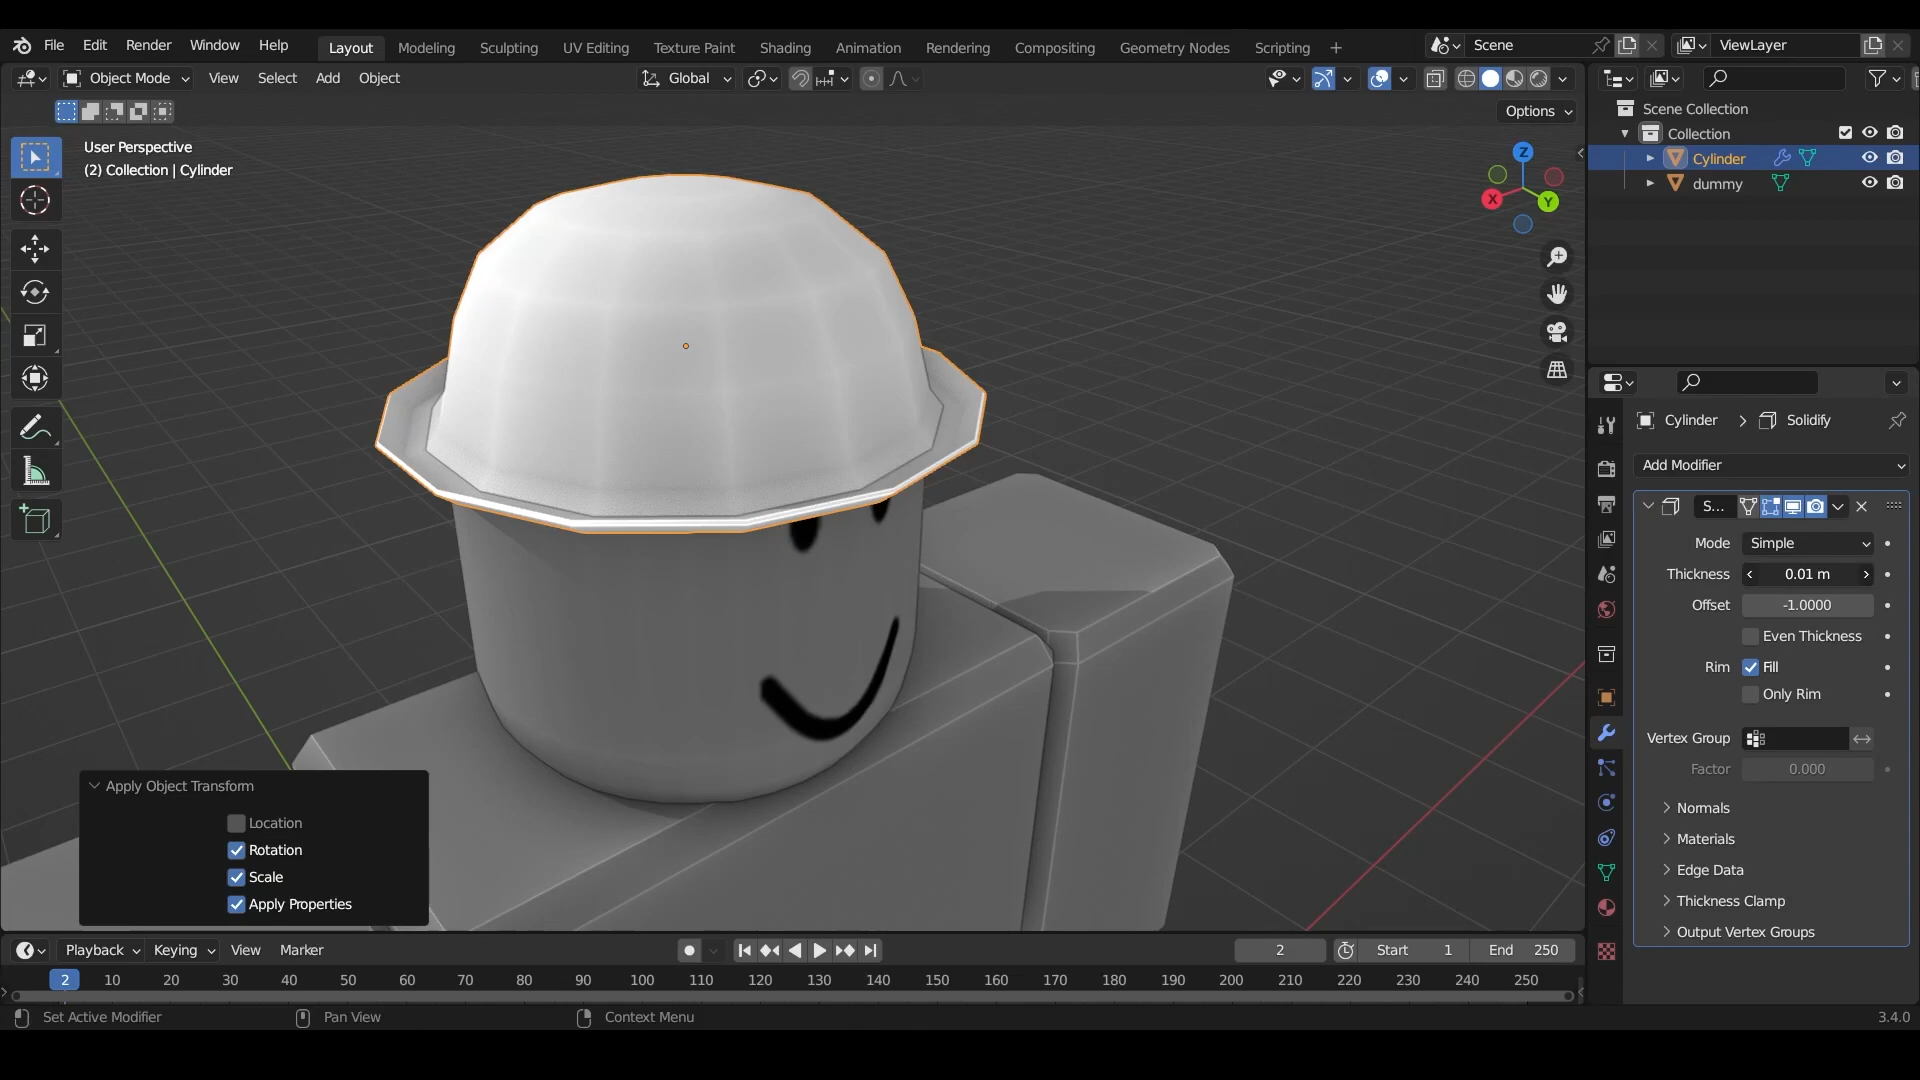 File Edit Render Window Help Layout Modeling Sculpting UV Editing Texture Paint Shading Animation Rendering Compositing Geometry Nodes Scripting + Scene ViewLayer
Object Mode View Select Add Object Global
Options
User Perspective
(2) Collection | Cylinder
Z
X
Y
Scene Collection
Collection
Cylinder
dummy
Cylinder > Solidify
Add Modifier
S...
Mode Simple
Thickness 0.01 m
Offset -1.0000
Even Thickness
Rim Fill
Only Rim
Vertex Group
Factor 0.000
Normals
Materials
Edge Data
Thickness Clamp
Output Vertex Groups
Apply Object Transform
Location
Rotation
Scale
Apply Properties
Playback Keying View Marker 2 Start 1 End 250
2 10 20 30 40 50 60 70 80 90 100 110 120 130 140 150 160 170 180 190 200 210 220 230 240 250
Set Active Modifier Pan View Context Menu 3.4.0